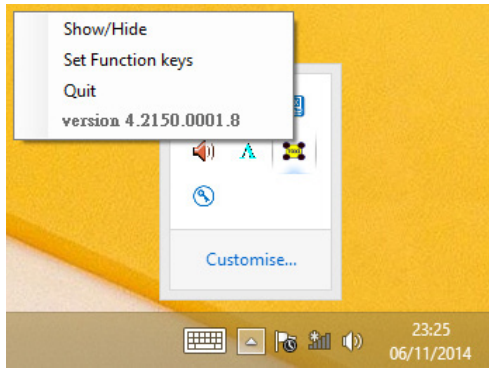 Show/Hide
Set Function keys
Quit
version 4.2150.0001.8
Customise...
23:25
06/11/2014